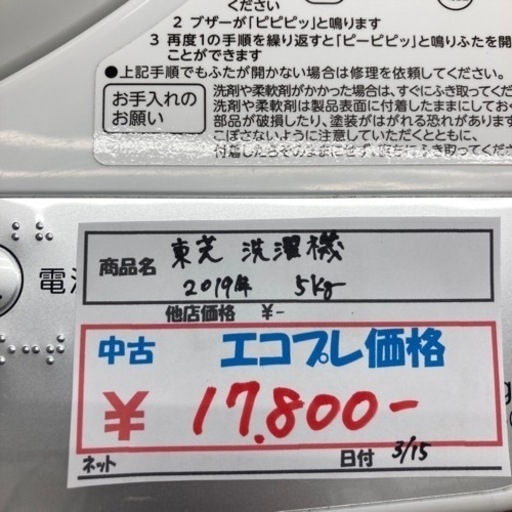 ください
2 ブザーが「ピピピッ」と鳴ります
3 再度1の手順を繰り返すと「ピーピピッ」と鳴りふたを開
ことができます
●上記手順でもふたが開かない場合は修理を依頼してください。
お手入れの
お願い
洗剤や柔軟剤がかかった場合は、すぐにふき取ってくだ
洗剤や柔軟剤は製品表面に付着したままにしておく
部品が破損したり、塗装がはがれる恐れがあります
こぼさないように注意していただくとともに、
電
商品名
東芝 洗濯機
2019年 5kg
他店価格 ¥-
中古 エコプレ価格
¥ 17.800-
ネット
日付 3/15